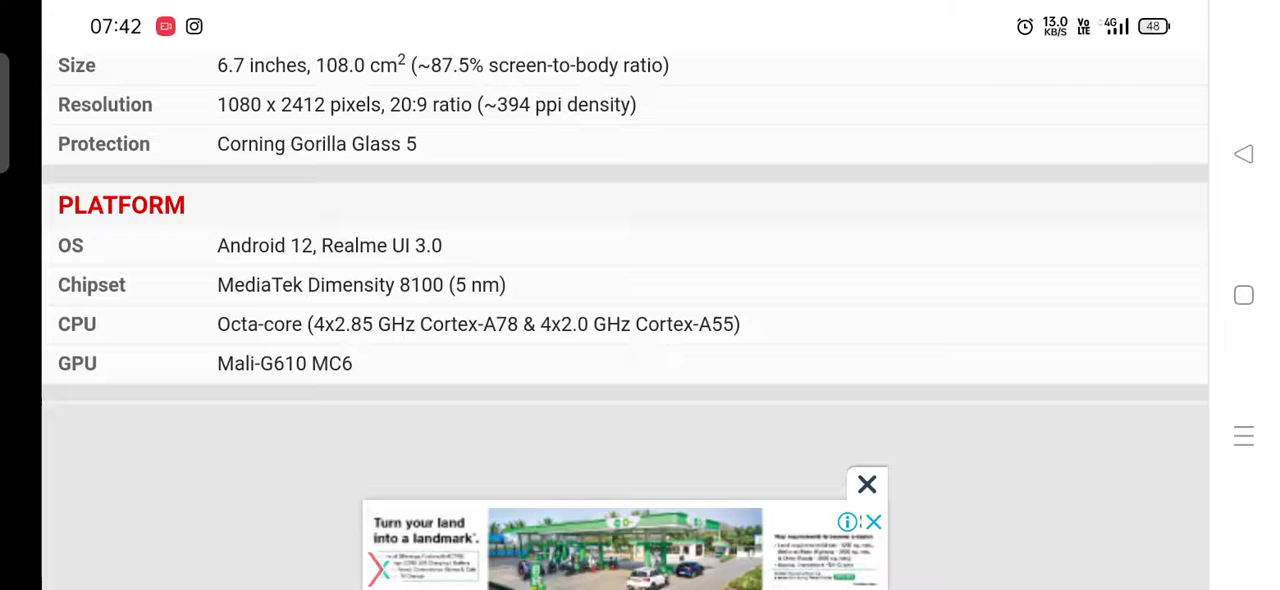 07:42 13.0 KB/S Vo LTE 4G 48
Size 6.7 inches, 108.0 cm2 (~87.5% screen-to-body ratio)
Resolution 1080 x 2412 pixels, 20:9 ratio (~394 ppi density)
Protection Corning Gorilla Glass 5
PLATFORM
OS Android 12, Realme UI 3.0
Chipset MediaTek Dimensity 8100 (5 nm)
CPU Octa-core (4x2.85 GHz Cortex-A78 & 4x2.0 GHz Cortex-A55)
GPU Mali-G610 MC6
Turn your land
into a landmark*.